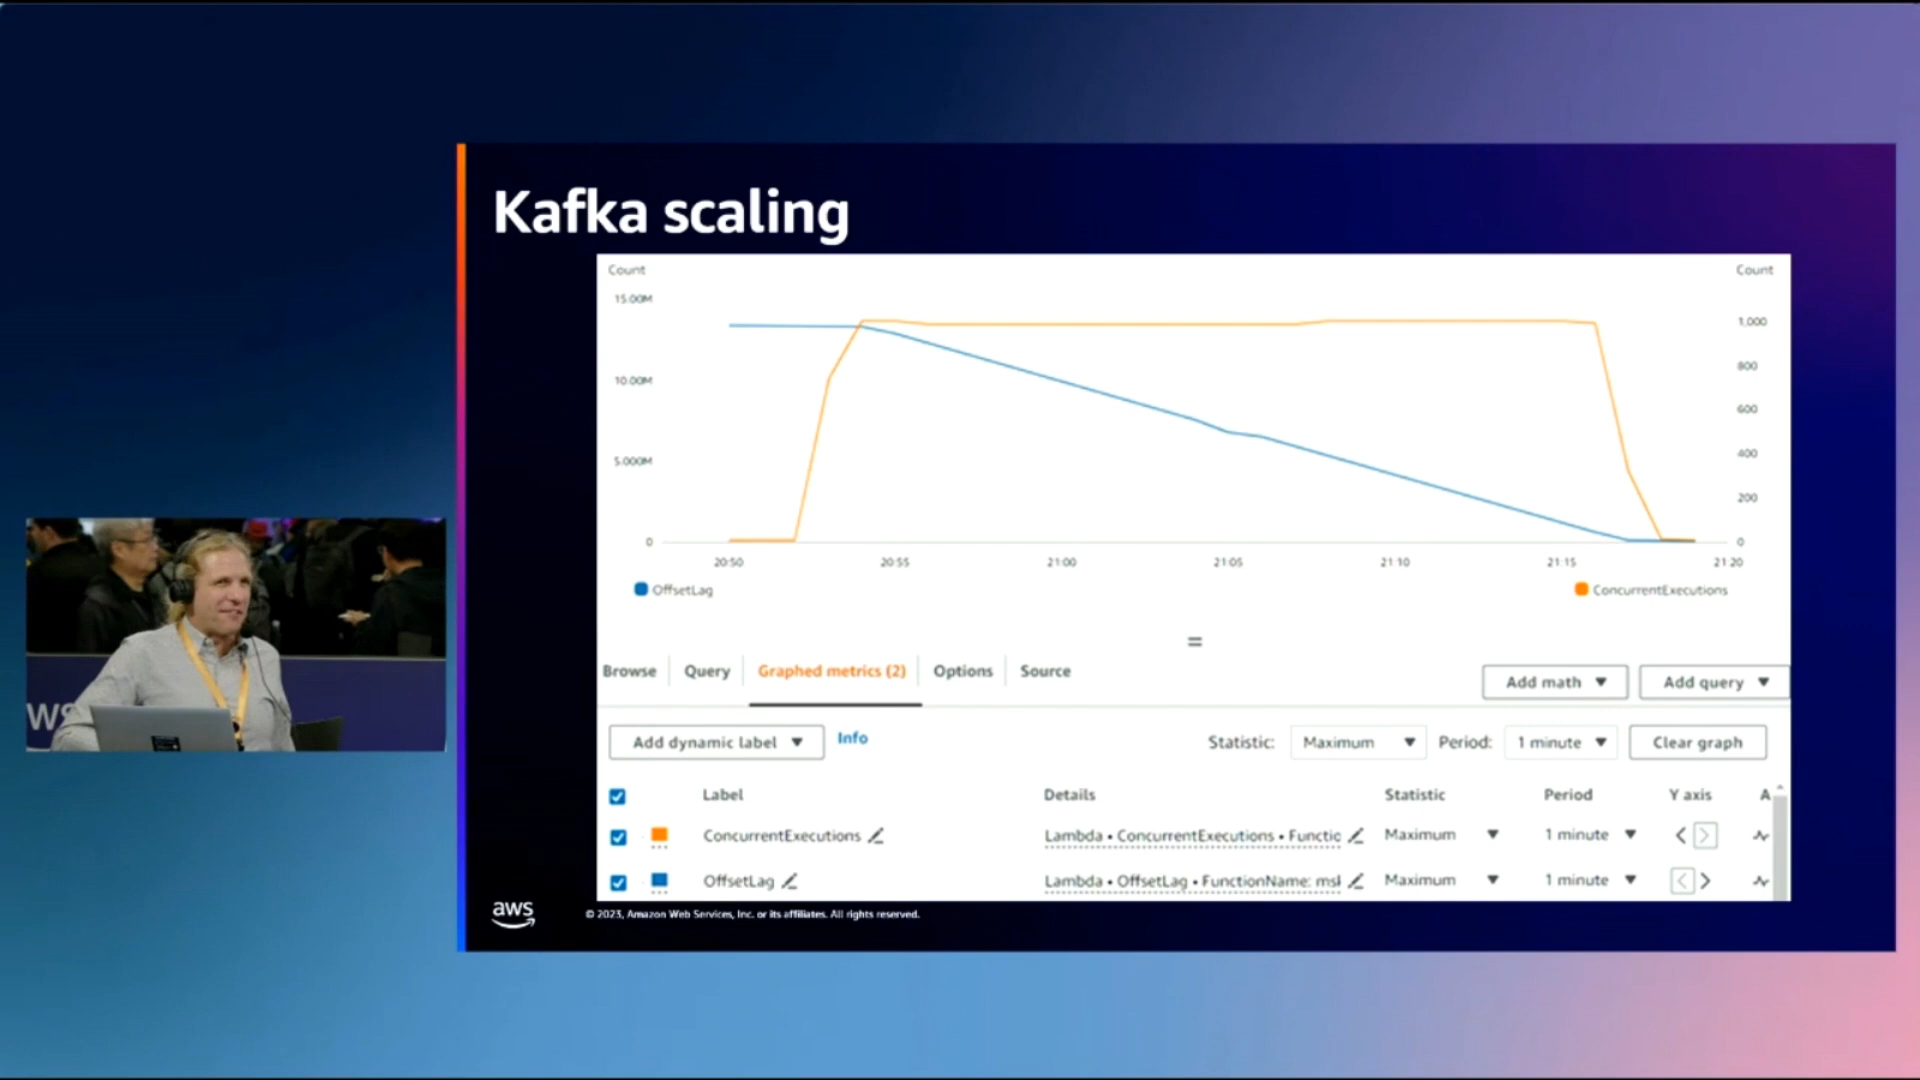 Kafka scaling
Count
Count
15.00M
1,000
800
10.00M
600
5.000M
400
200
0
0
20:50
20:55
21:00
21:05
21:10
21:15
21:20
OffsetLag
ConcurrentExecutions
Browse
Query
Graphed metrics (2)
Options
Source
Add math
Add query
Add dynamic label
Info
Statistic:
Maximum
Period:
1 minute
Clear graph
Label
Details
Statistic
Period
Y axis
A
ConcurrentExecutions
Lambda • ConcurrentExecutions • Functio
Maximum
1 minute
OffsetLag
Lambda • OffsetLag • FunctionName: msk
Maximum
1 minute
aws
© 2023, Amazon Web Services, Inc. or its affiliates. All rights reserved.